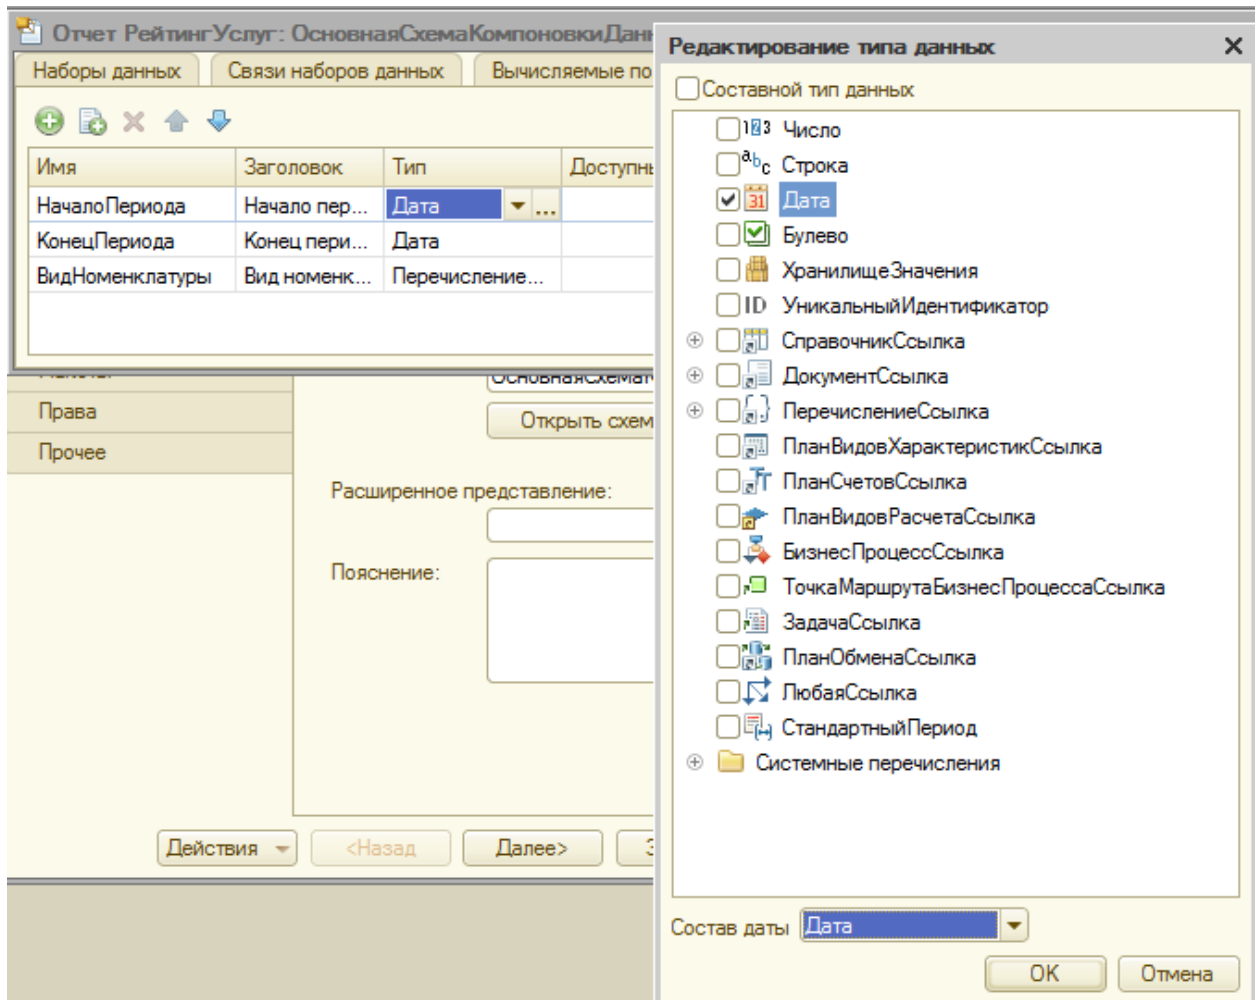 Отчет РейтингУслуг: ОсновнаяСхемаКомпоновкиДанн
Наборы данных
Связи наборов данных
Вычисляемые по
Имя
Заголовок
Тип
Доступны
НачалоПериода
Начало пер...
Дата
...
КонецПериода
Конец пери...
Дата
ВидНоменклатуры
Вид номенк...
Перечисление...
Права
Прочее
Открыть схем
Расширенное представление:
Пояснение:
Действия
<Назад
Далее>
Редактирование типа данных
Составной тип данных
Число
Строка
Дата
Булево
ХранилищеЗначения
УникальныйИдентификатор
СправочникСсылка
ДокументСсылка
ПеречислениеСсылка
ПланВидовХарактеристикСсылка
ПланСчетовСсылка
ПланВидовРасчетаСсылка
БизнесПроцессСсылка
ТочкаМаршрутаБизнесПроцессаСсылка
ЗадачаСсылка
ПланОбменаСсылка
ЛюбаяСсылка
СтандартныйПериод
Системные перечисления
Состав даты
Дата
OK
Отмена